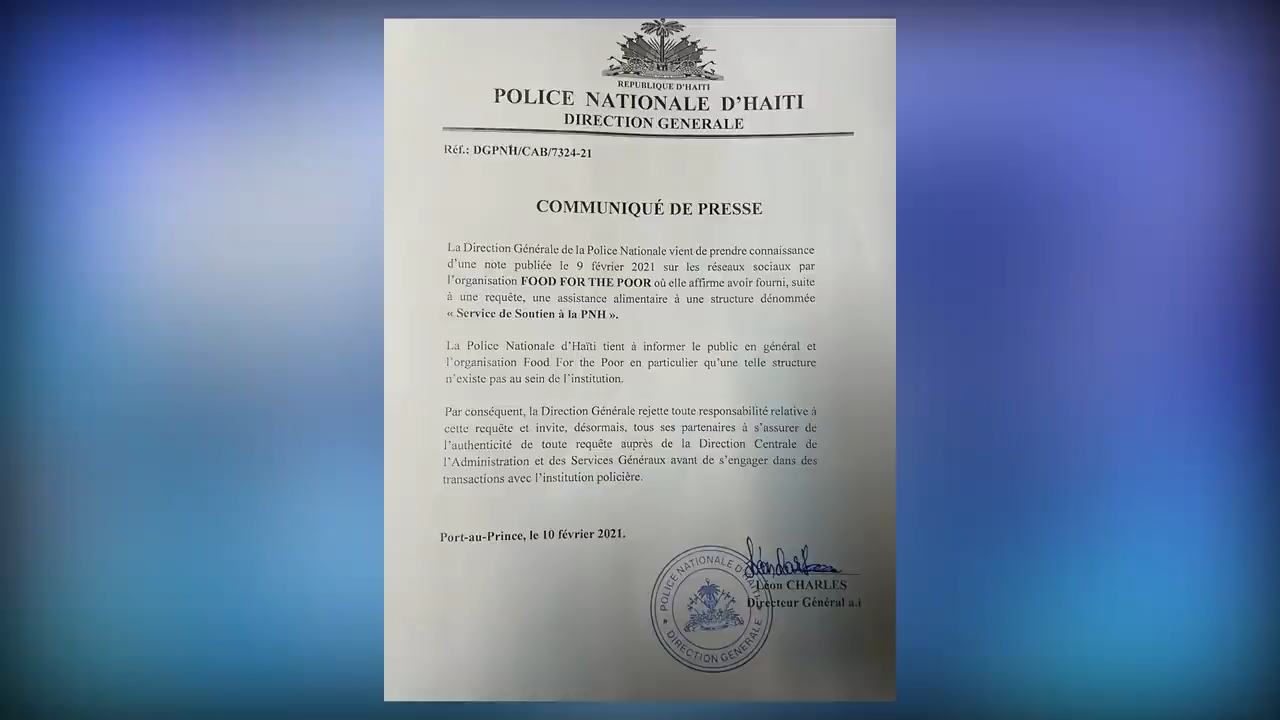 REPUBLIQUE D'HAITI
POLICE NATIONALE D'HAITI
DIRECTION GENERALE
Réf.: DGPNH/CAB/7324-21
COMMUNIQUÉ DE PRESSE
La Direction Générale de la Police Nationale vient de prendre connaissance
d'une note publiée le 9 février 2021 sur les réseaux sociaux par
l'organisation FOOD FOR THE POOR où elle affirme avoir fourni, suite
à une requête, une assistance alimentaire à une structure dénommée
« Service de Soutien à la PNH ».
La Police Nationale d'Haïti tient à informer le public en général et
l'organisation Food For the Poor en particulier qu'une telle structure
n'existe pas au sein de l'institution.
Par conséquent, la Direction Générale rejette toute responsabilité relative à
cette requête et invite, désormais, tous ses partenaires à s'assurer de
l'authenticité de toute requête auprès de la Direction Centrale de
l'Administration et des Services Généraux avant de s'engager dans des
transactions avec l'institution policière.
Port-au-Prince, le 10 février 2021.
Léon CHARLES
Directeur Général a.i
POLICE NATIONALE D'HAITI
DIRECTION GENERALE